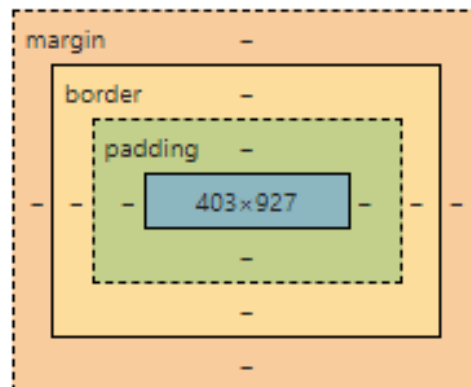 margin –
border –
padding –
– – – 403×927 – – –
–
–
–